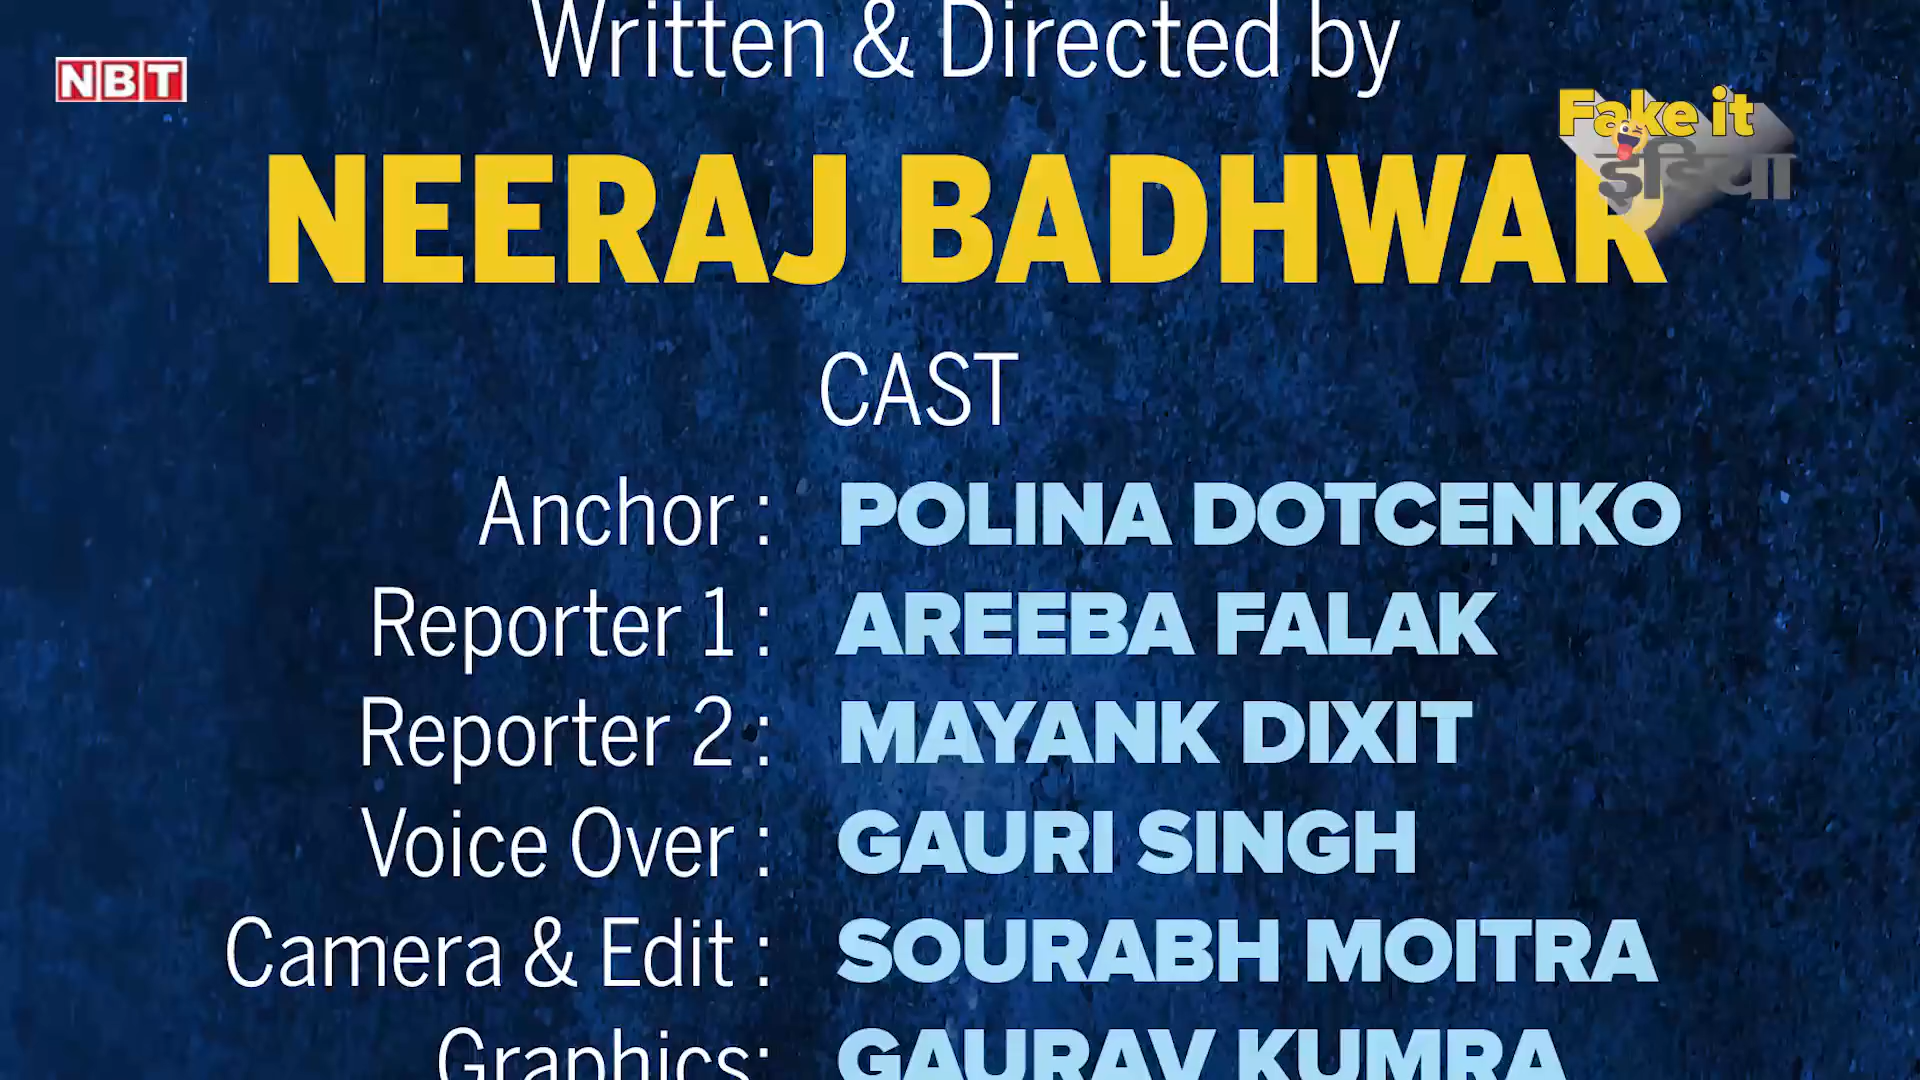 Written & Directed by
NBT
Fake it
इंडिया
NEERAJ BADHWAR
CAST
Anchor : POLINA DOTCENKO
Reporter 1 : AREEBA FALAK
Reporter 2 : MAYANK DIXIT
Voice Over : GAURI SINGH
Camera & Edit : SOURABH MOITRA
Graphics: GAURAV KUMRA